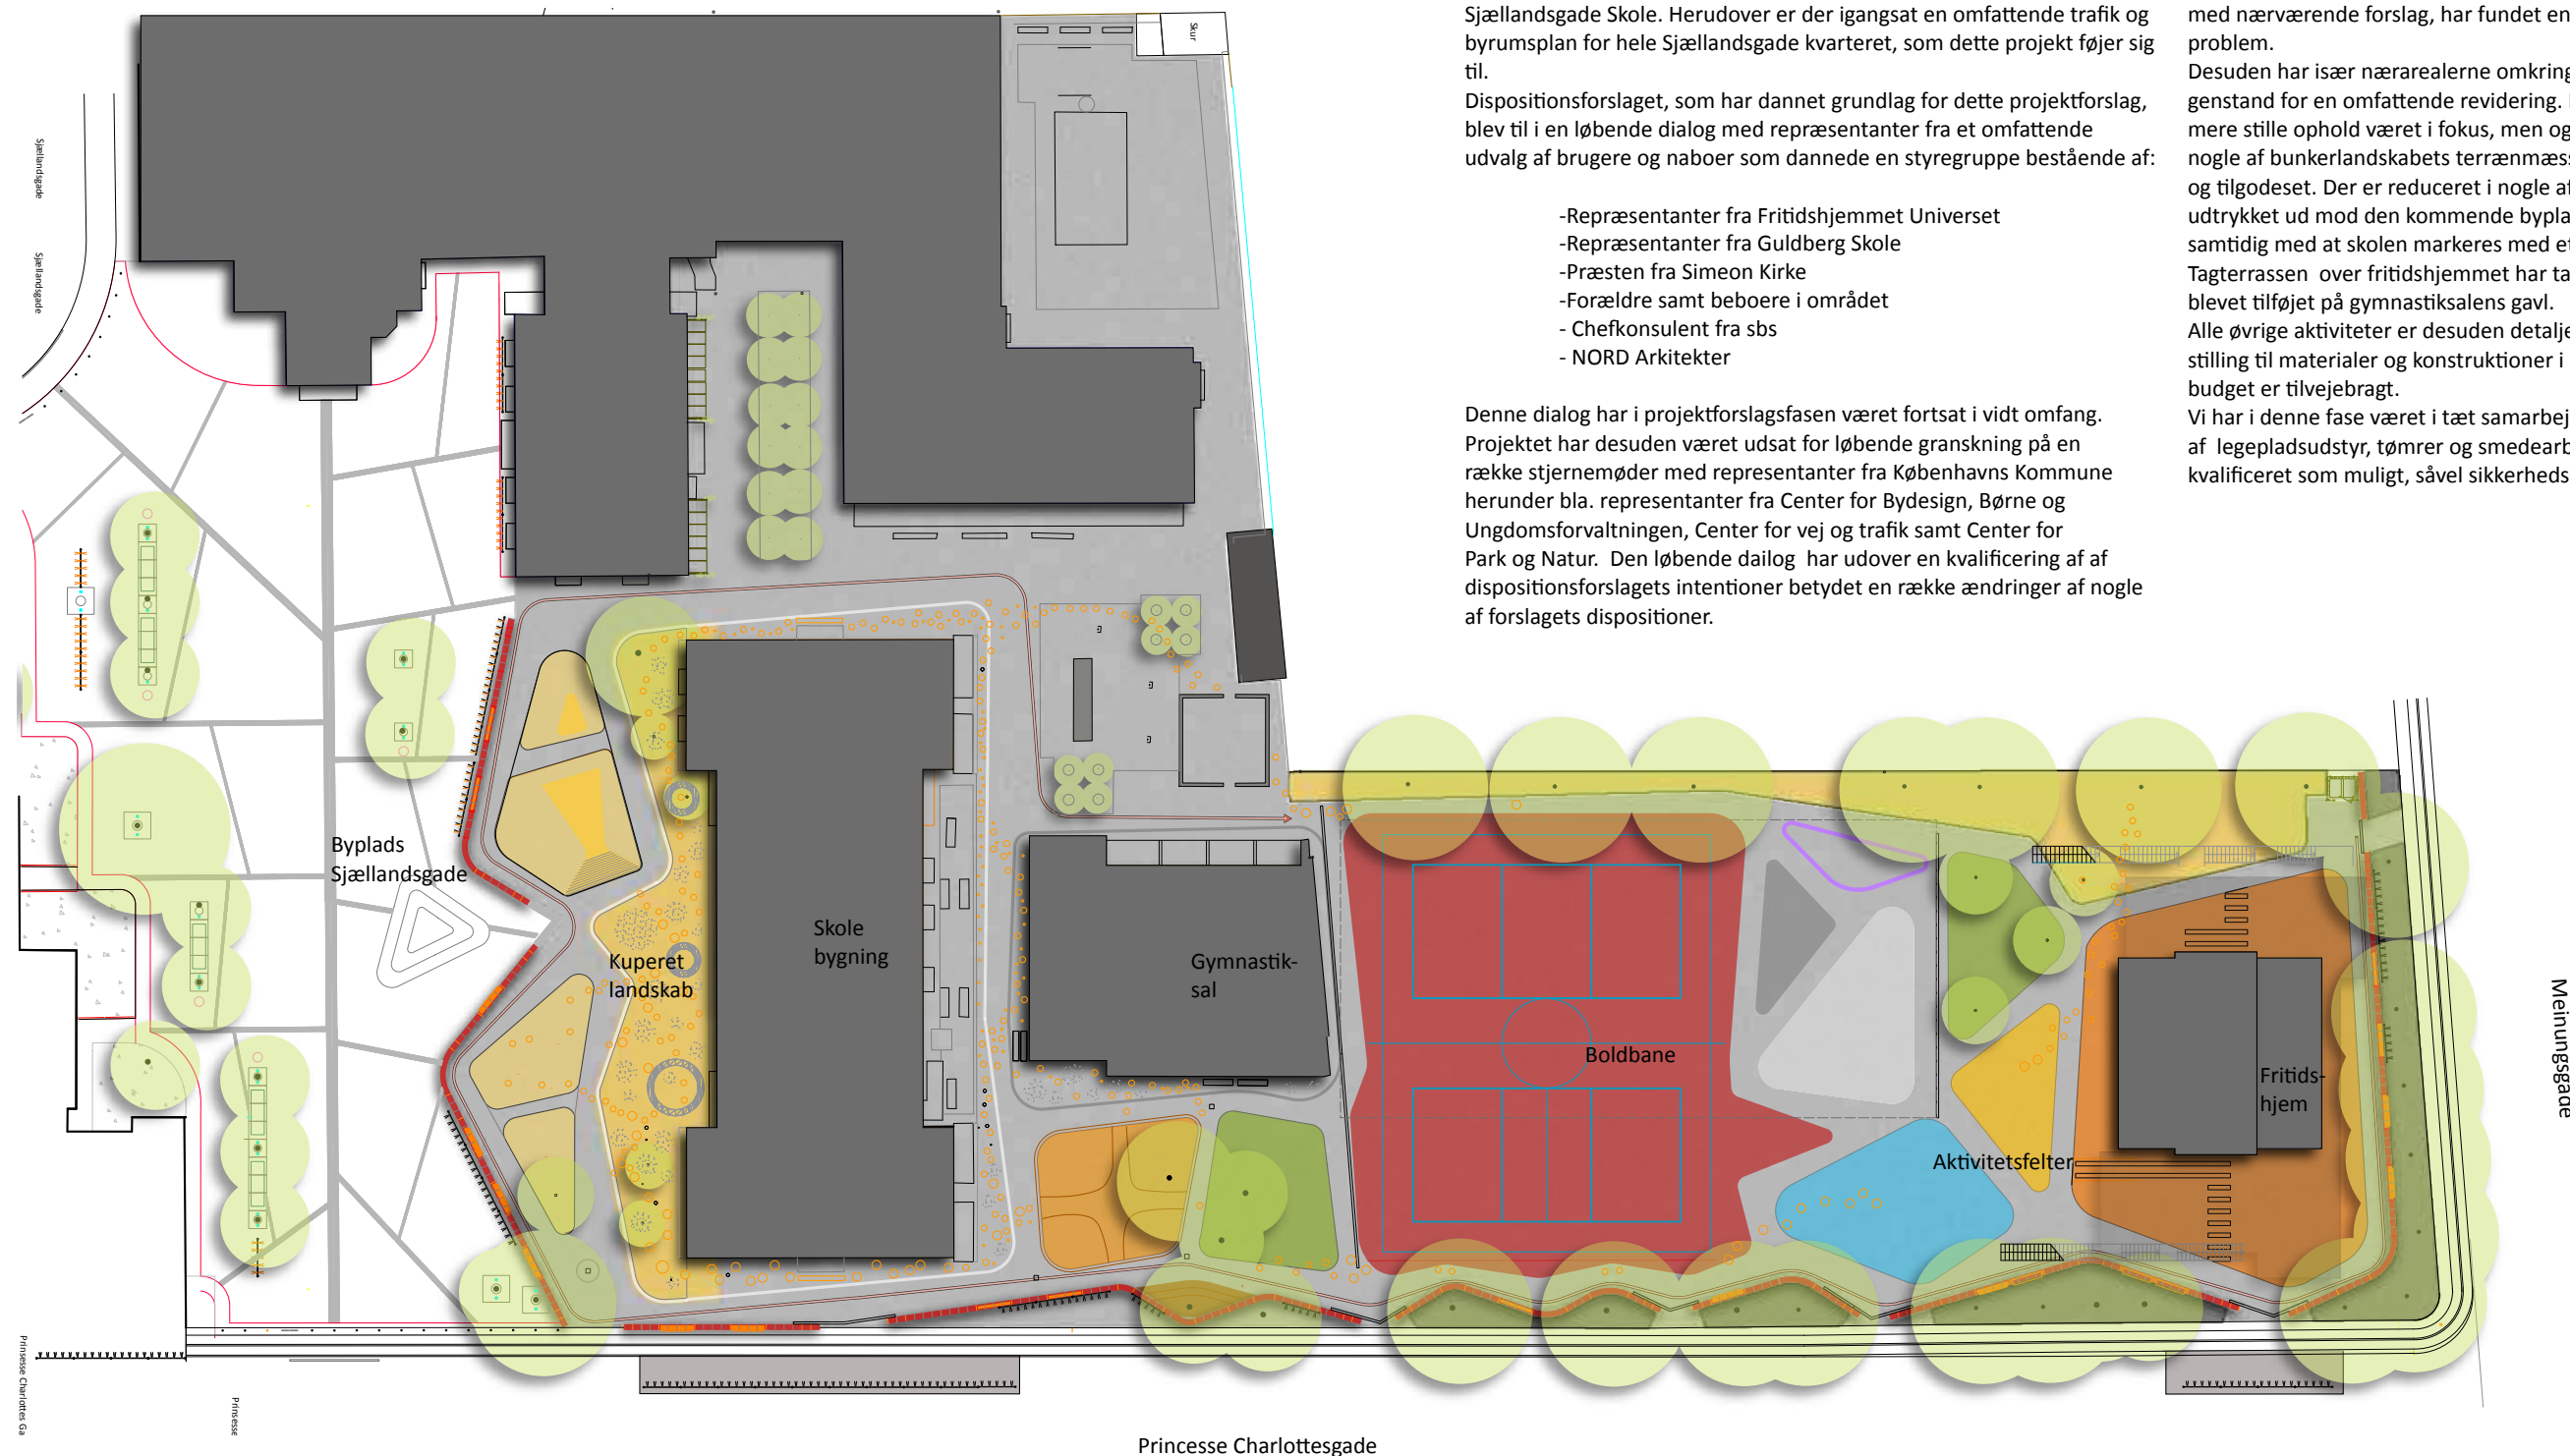 Sjællandsgade Skole. Herudover er der igangsat en omfattende trafik og
byrumsplan for hele Sjællandsgade kvarteret, som dette projekt føjer sig
til.
Dispositionsforslaget, som har dannet grundlag for dette projektforslag,
blev til i en løbende dialog med repræsentanter fra et omfattende
udvalg af brugere og naboer som dannede en styregruppe bestående af:
-Repræsentanter fra Fritidshjemmet Universet
-Repræsentanter fra Guldberg Skole
-Præsten fra Simeon Kirke
-Forældre samt beboere i området
- Chefkonsulent fra sbs
- NORD Arkitekter
Denne dialog har i projektforslagsfasen været fortsat i vidt omfang.
Projektet har desuden været udsat for løbende granskning på en
række stjernemøder med representanter fra Københavns Kommune
herunder bla. representanter fra Center for Bydesign, Børne og
Ungdomsforvaltningen, Center for vej og trafik samt Center for
Park og Natur.  Den løbende dailog  har udover en kvalificering af af
dispositionsforslagets intentioner betydet en række ændringer af nogle
af forslagets dispositioner.
med nærværende forslag, har fundet en
problem.
Desuden har især nærarealerne omkring
genstand for en omfattende revidering.
mere stille ophold været i fokus, men og
nogle af bunkerlandskabets terrænmæss
og tilgodeset. Der er reduceret i nogle af
udtrykket ud mod den kommende bypla
samtidig med at skolen markeres med et
Tagterrassen  over fritidshjemmet har ta
blevet tilføjet på gymnastiksalens gavl.
Alle øvrige aktiviteter er desuden detalje
stilling til materialer og konstruktioner i
budget er tilvejebragt.
Vi har i denne fase været i tæt samarbej
af  legepladsudstyr, tømrer og smedearb
kvalificeret som muligt, såvel sikkerheds
Skur
Sjællandsgade
Sjællandsgade
Byplads
Sjællandsgade
Kuperet
landskab
Skole
bygning
Gymnastik-
sal
Boldbane
Aktivitetsfelter
Fritids-
hjem
Meinungsgade
Prinsesse Charlottes Ga
Prinsesse
Princesse Charlottesgade